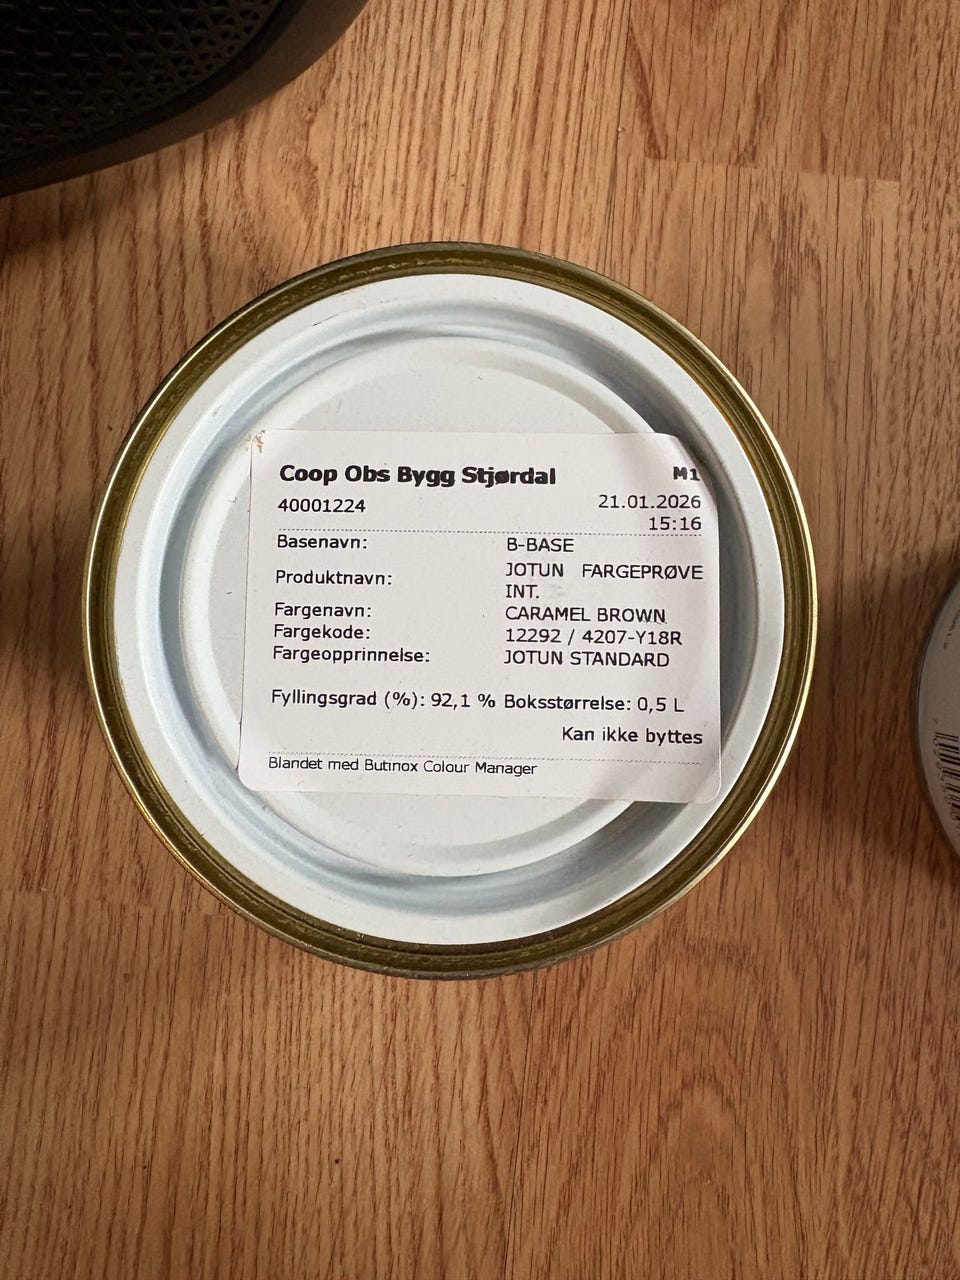 Coop Obs Bygg Stjørdal M1
40001224 21.01.2026
15:16
Basenavn: B-BASE
Produktnavn: JOTUN FARGEPRØVE
INT.
Fargenavn: CARAMEL BROWN
Fargekode: 12292 / 4207-Y18R
Fargeopprinnelse: JOTUN STANDARD
Fyllingsgrad (%): 92,1 % Boksstørrelse: 0,5 L
Kan ikke byttes
Blandet med Butinox Colour Manager